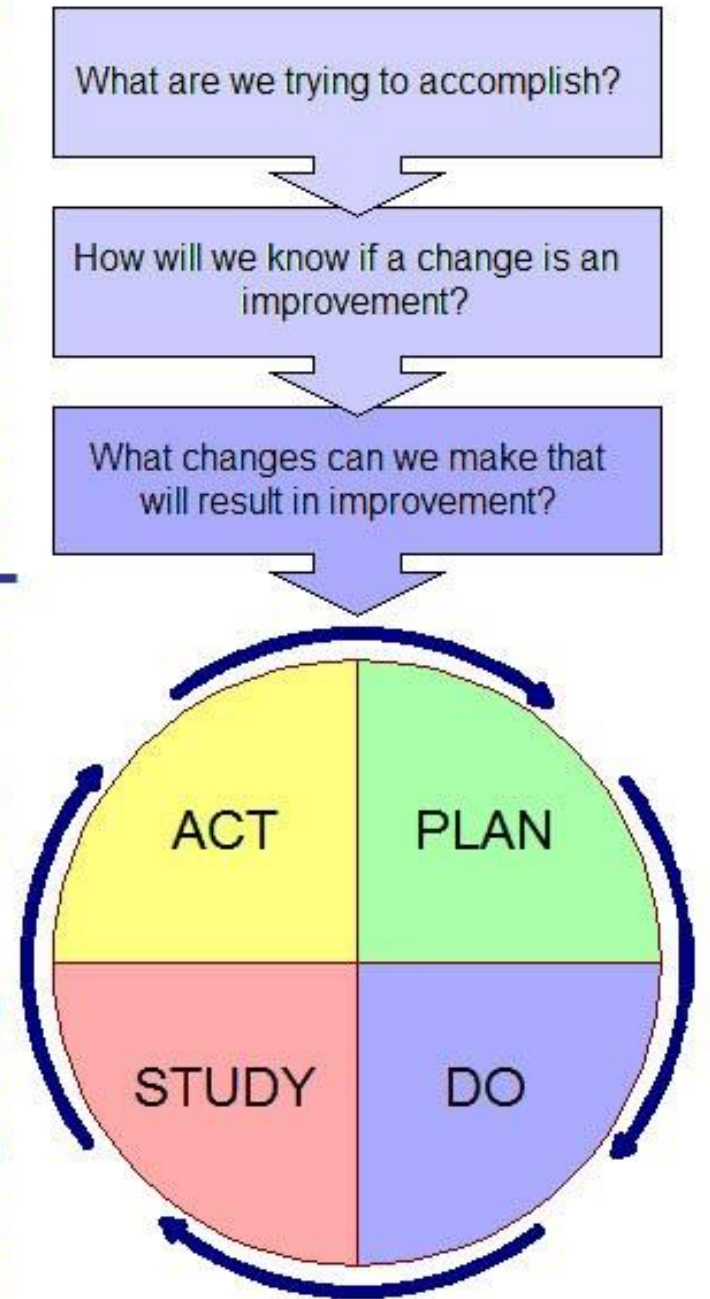 What are we trying to accomplish?
How will we know if a change is an
improvement?
What changes can we make that
will result in improvement?
ACT
PLAN
STUDY
DO